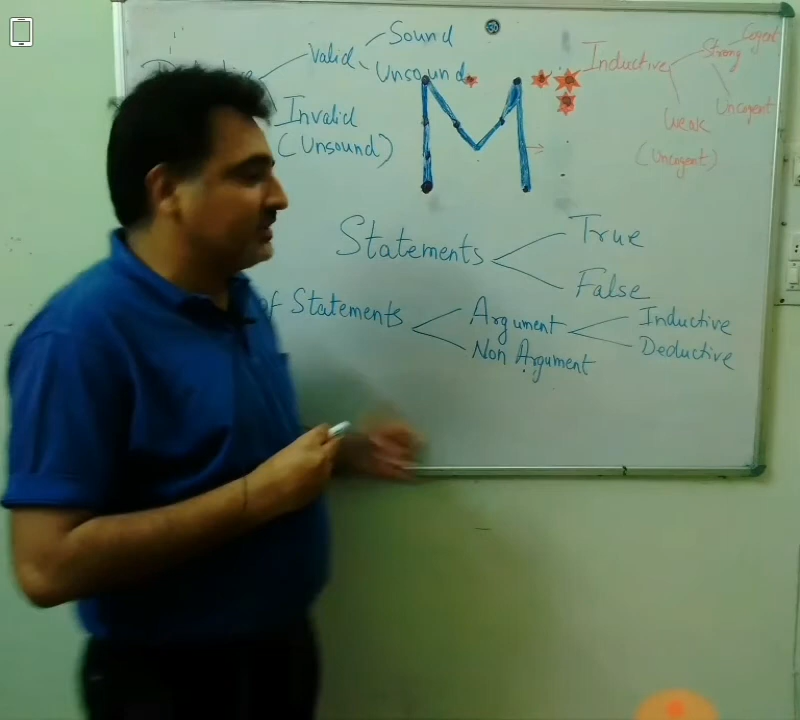 Sound
Valid
Unsound
Invalid
(Unsound)
M
Inductive
Strong
Cogent
Uncogent
Weak
(Uncogent)
Statements
True
False
of Statements
Argument
Non Argument
Inductive
Deductive